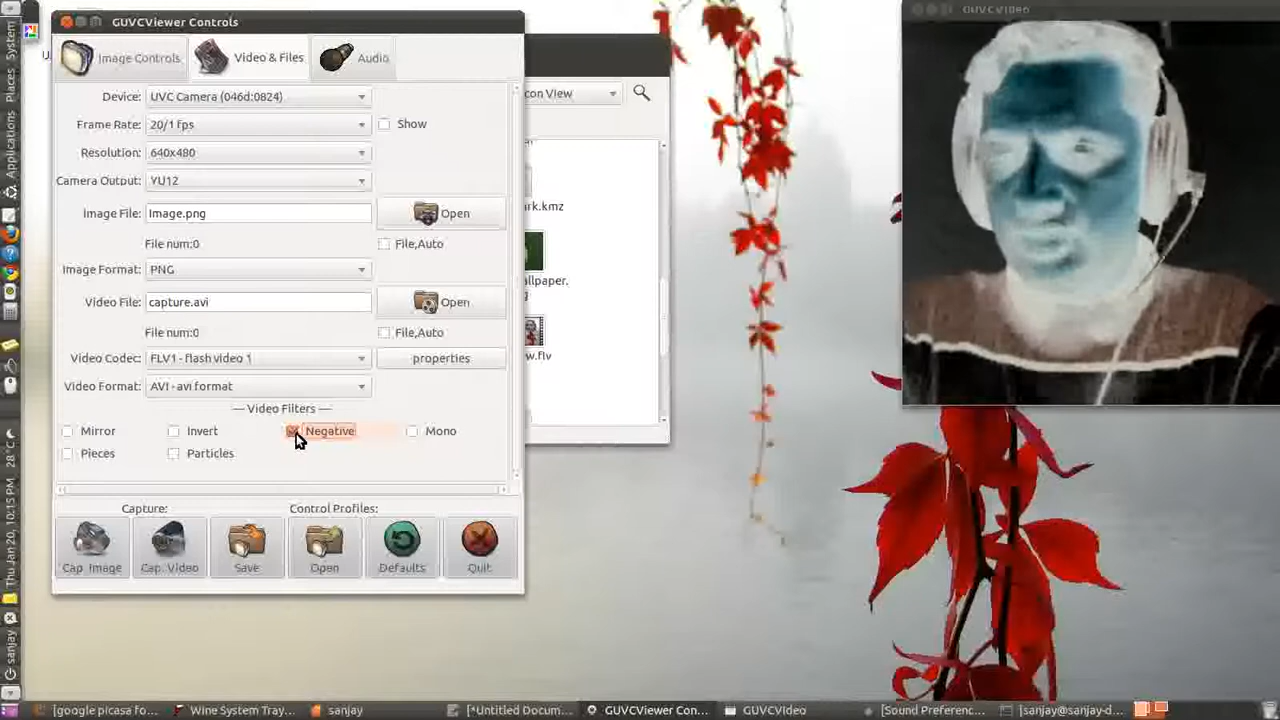 GUVCViewer Controls
GUVCVideo
Image Controls
Video & Files
Audio
Device:
UVC Camera (046d:0824)
Frame Rate:
20/1 fps
Show
Resolution:
640x480
Camera Output:
YU12
Image File:
Image.png
Open
File num:0
File,Auto
Image Format:
PNG
Video File:
capture.avi
Open
File num:0
File,Auto
Video Codec:
FLV1 - flash video 1
properties
Video Format:
AVI - avi format
— Video Filters —
Mirror
Invert
Negative
Mono
Pieces
Particles
Capture:
Control Profiles:
Cap. Image
Cap. Video
Save
Open
Defaults
Quit
con View
rk.kmz
llpaper.
w.flv
System
Places
Applications
Thu Jan 20, 10:15 PM
28°C
sanjay
[google picasa fo...
Wine System Tray...
sanjay
[*Untitled Docum...
GUVCViewer Con...
GUVCVideo
[Sound Preferenc...
[sanjay@sanjay-d...